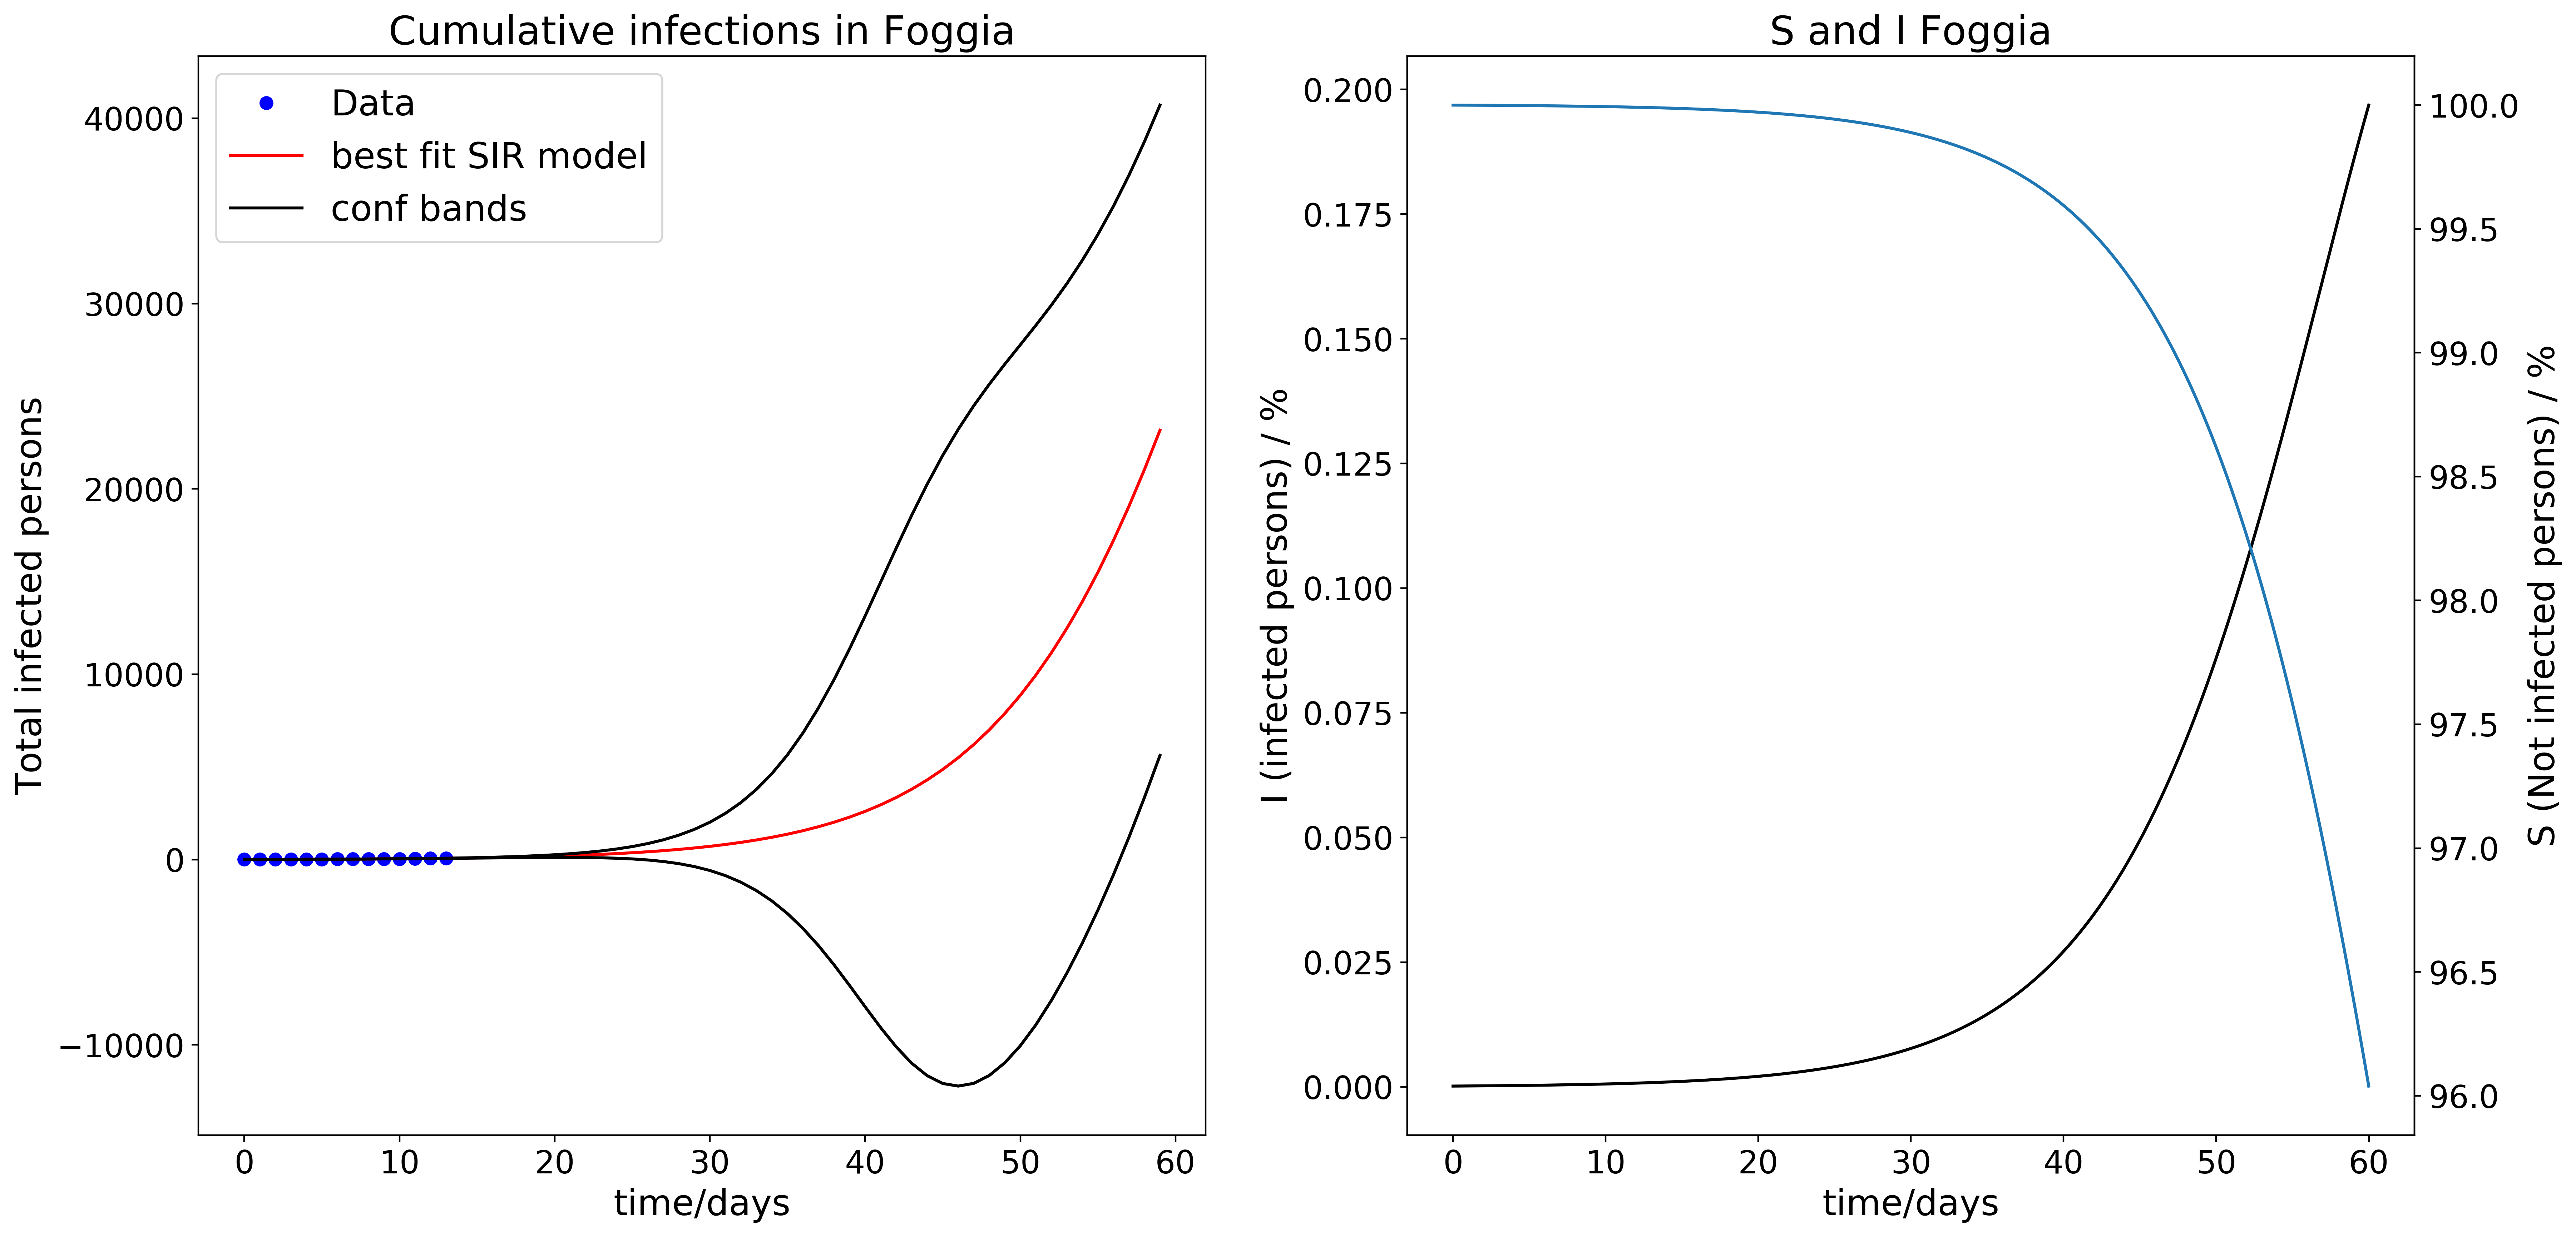 Cumulative infections in Foggia
Data
best fit SIR model
conf bands
Total infected persons
40000
30000
20000
10000
0
−10000
0 10 20 30 40 50 60
time/days
S and I Foggia
I (infected persons) / %
0.200
0.175
0.150
0.125
0.100
0.075
0.050
0.025
0.000
100.0
99.5
99.0
98.5
98.0
97.5
97.0
96.5
96.0
S (Not infected persons) / %
0 10 20 30 40 50 60
time/days